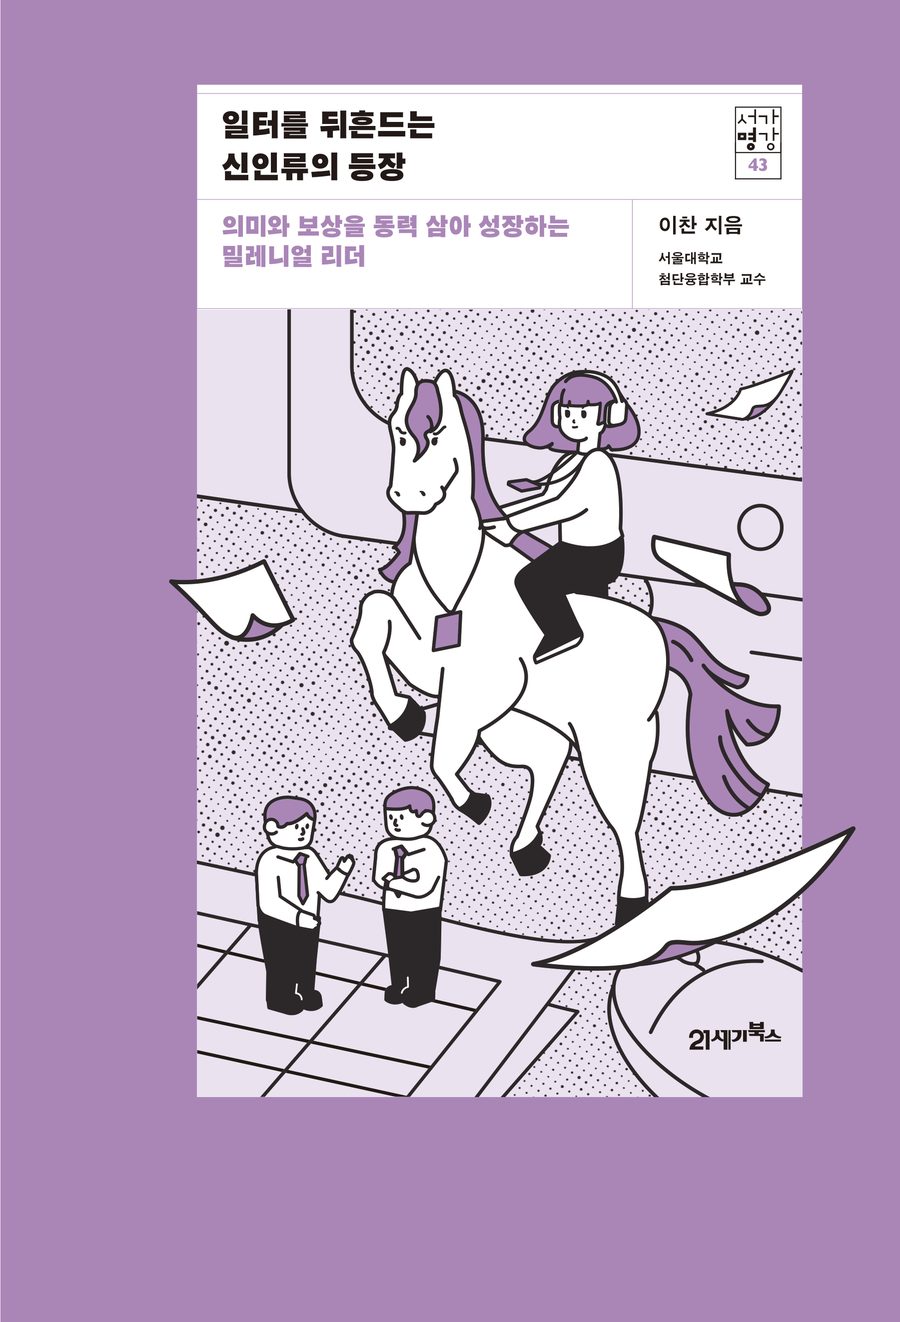 일터를 뒤흔드는
신인류의 등장
서가
명강
43
의미와 보상을 동력 삼아 성장하는
밀레니얼 리더
이찬 지음
서울대학교
첨단융합학부 교수
21세기북스